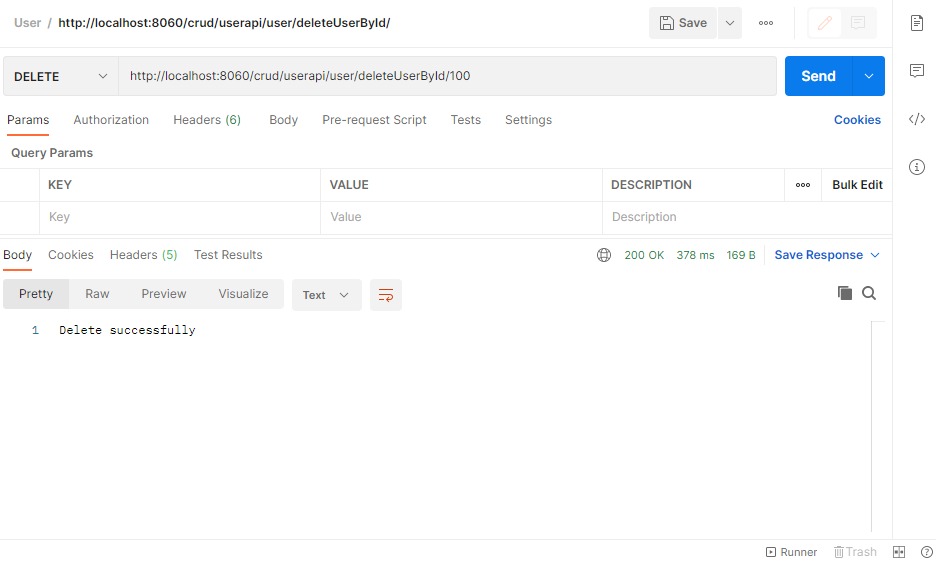 User / http://localhost:8060/crud/userapi/user/deleteUserById/ Save
DELETE http://localhost:8060/crud/userapi/user/deleteUserById/100 Send
Params Authorization Headers (6) Body Pre-request Script Tests Settings Cookies
Query Params
KEY VALUE DESCRIPTION Bulk Edit
Key Value Description
Body Cookies Headers (5) Test Results 200 OK 378 ms 169 B Save Response
Pretty Raw Preview Visualize Text
1 Delete successfully
Runner Trash